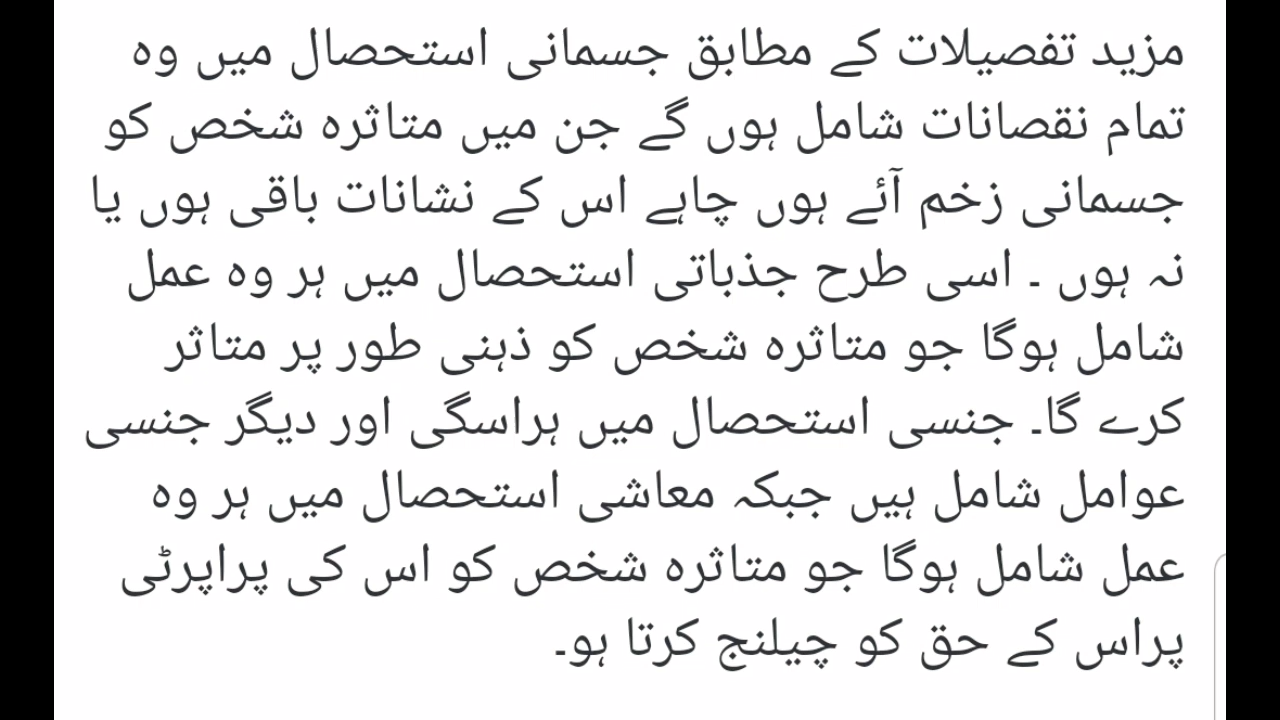 مزید تفصیلات کے مطابق جسمانی استحصال میں وہ
تمام نقصانات شامل ہوں گے جن میں متاثرہ شخص کو
جسمانی زخم آئے ہوں چاہے اس کے نشانات باقی ہوں یا
نہ ہوں ۔ اسی طرح جذباتی استحصال میں ہر وہ عمل
شامل ہوگا جو متاثرہ شخص کو ذہنی طور پر متاثر
کرے گا۔ جنسی استحصال میں ہراسگی اور دیگر جنسی
عوامل شامل ہیں جبکہ معاشی استحصال میں ہر وہ
عمل شامل ہوگا جو متاثرہ شخص کو اس کی پراپرٹی
پراس کے حق کو چیلنج کرتا ہو۔